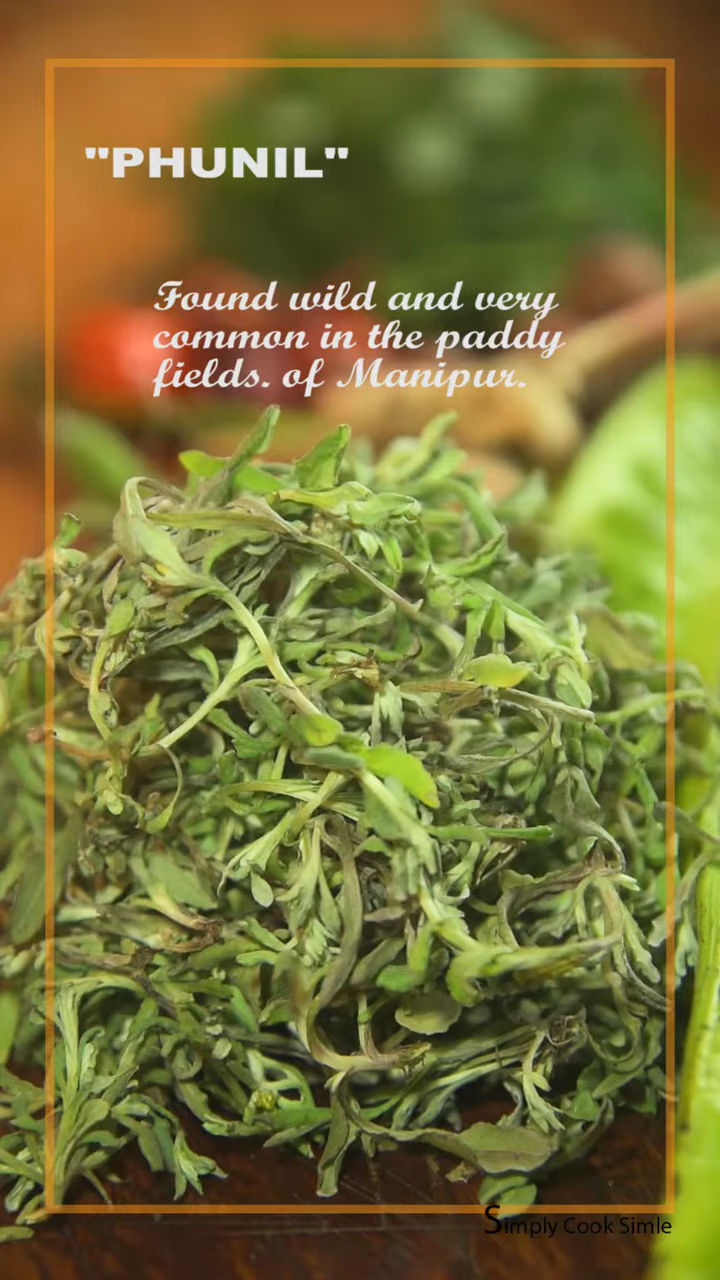 "PHUNIL"
Found wild and very
common in the paddy
fields. of Manipur.
Simply Cook Simle